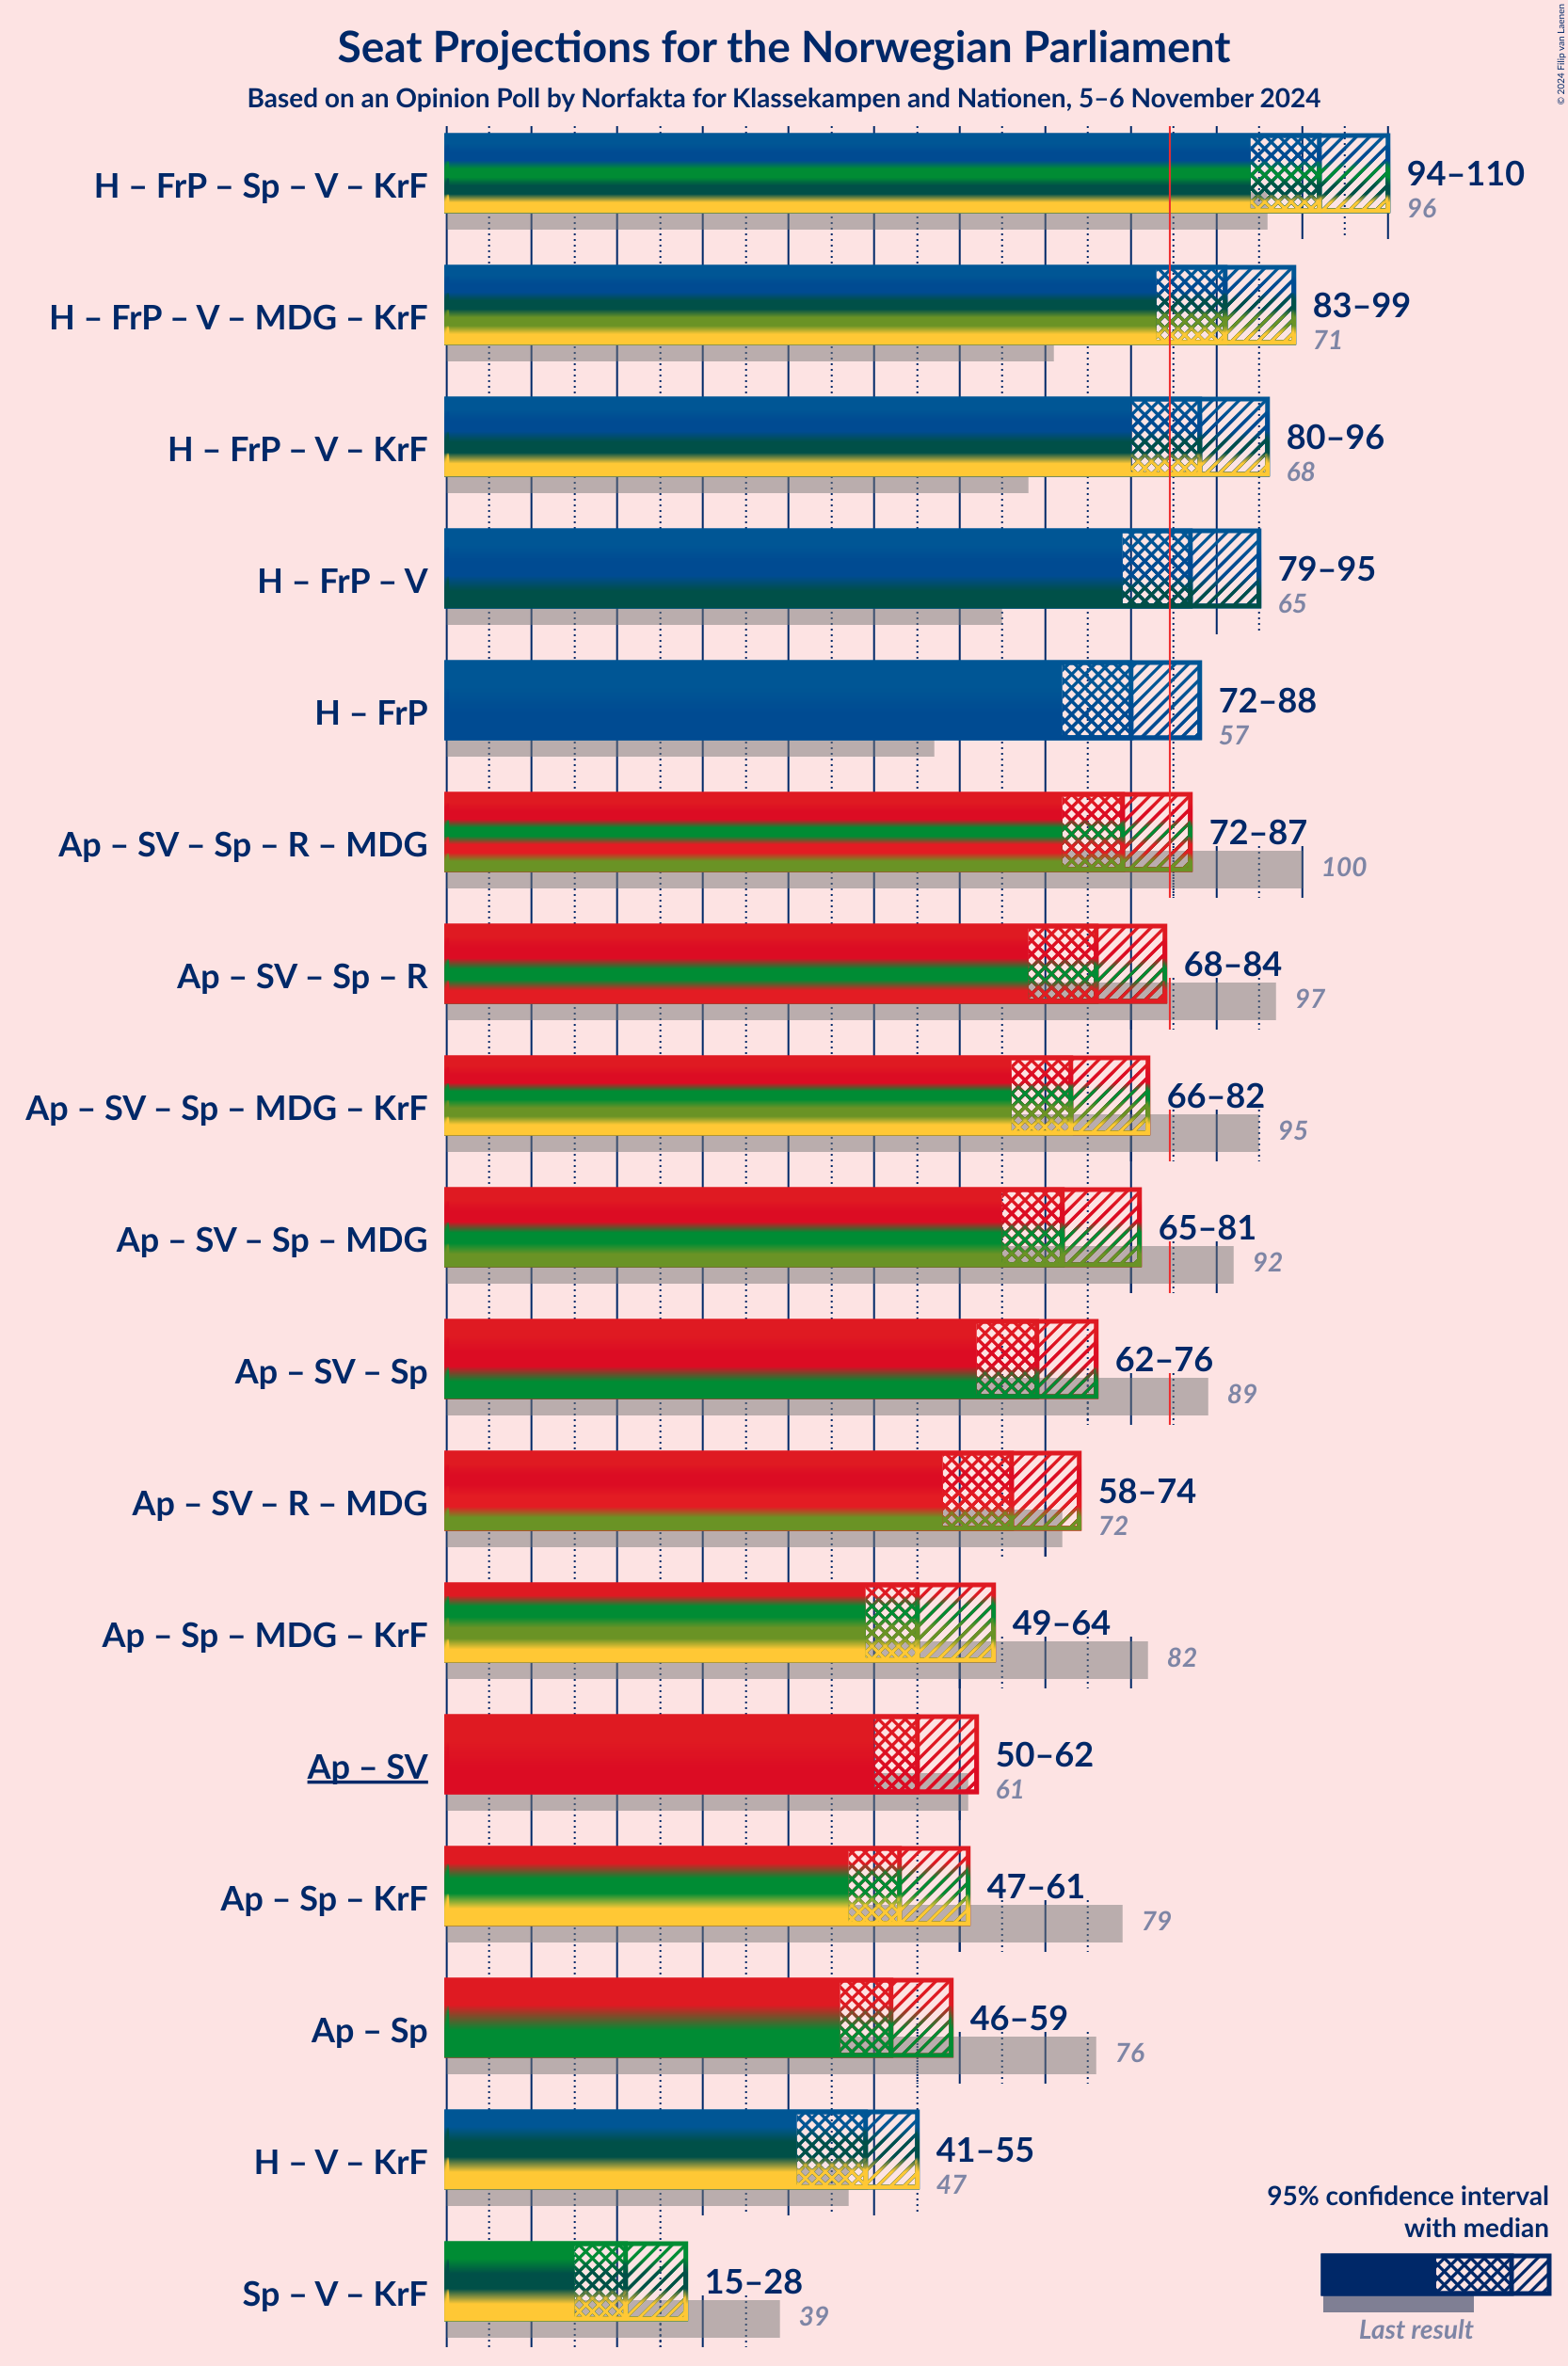 Seat Projections for the Norwegian Parliament
Based on an Opinion Poll by Norfakta for Klassekampen and Nationen, 5–6 November 2024
© 2024 Filip van Laenen
H – FrP – Sp – V – KrF
94–110
96
H – FrP – V – MDG – KrF
83–99
71
H – FrP – V – KrF
80–96
68
H – FrP – V
79–95
65
H – FrP
72–88
57
Ap – SV – Sp – R – MDG
72–87
100
Ap – SV – Sp – R
68–84
97
Ap – SV – Sp – MDG – KrF
66–82
95
Ap – SV – Sp – MDG
65–81
92
Ap – SV – Sp
62–76
89
Ap – SV – R – MDG
58–74
72
Ap – Sp – MDG – KrF
49–64
82
Ap – SV
50–62
61
Ap – Sp – KrF
47–61
79
Ap – Sp
46–59
76
H – V – KrF
41–55
47
Sp – V – KrF
15–28
39
95% confidence interval
with median
Last result